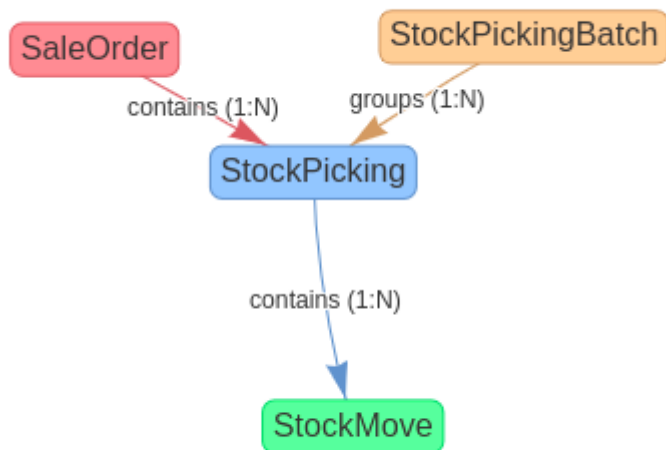 SaleOrder
StockPickingBatch
contains (1:N)
groups (1:N)
StockPicking
contains (1:N)
StockMove